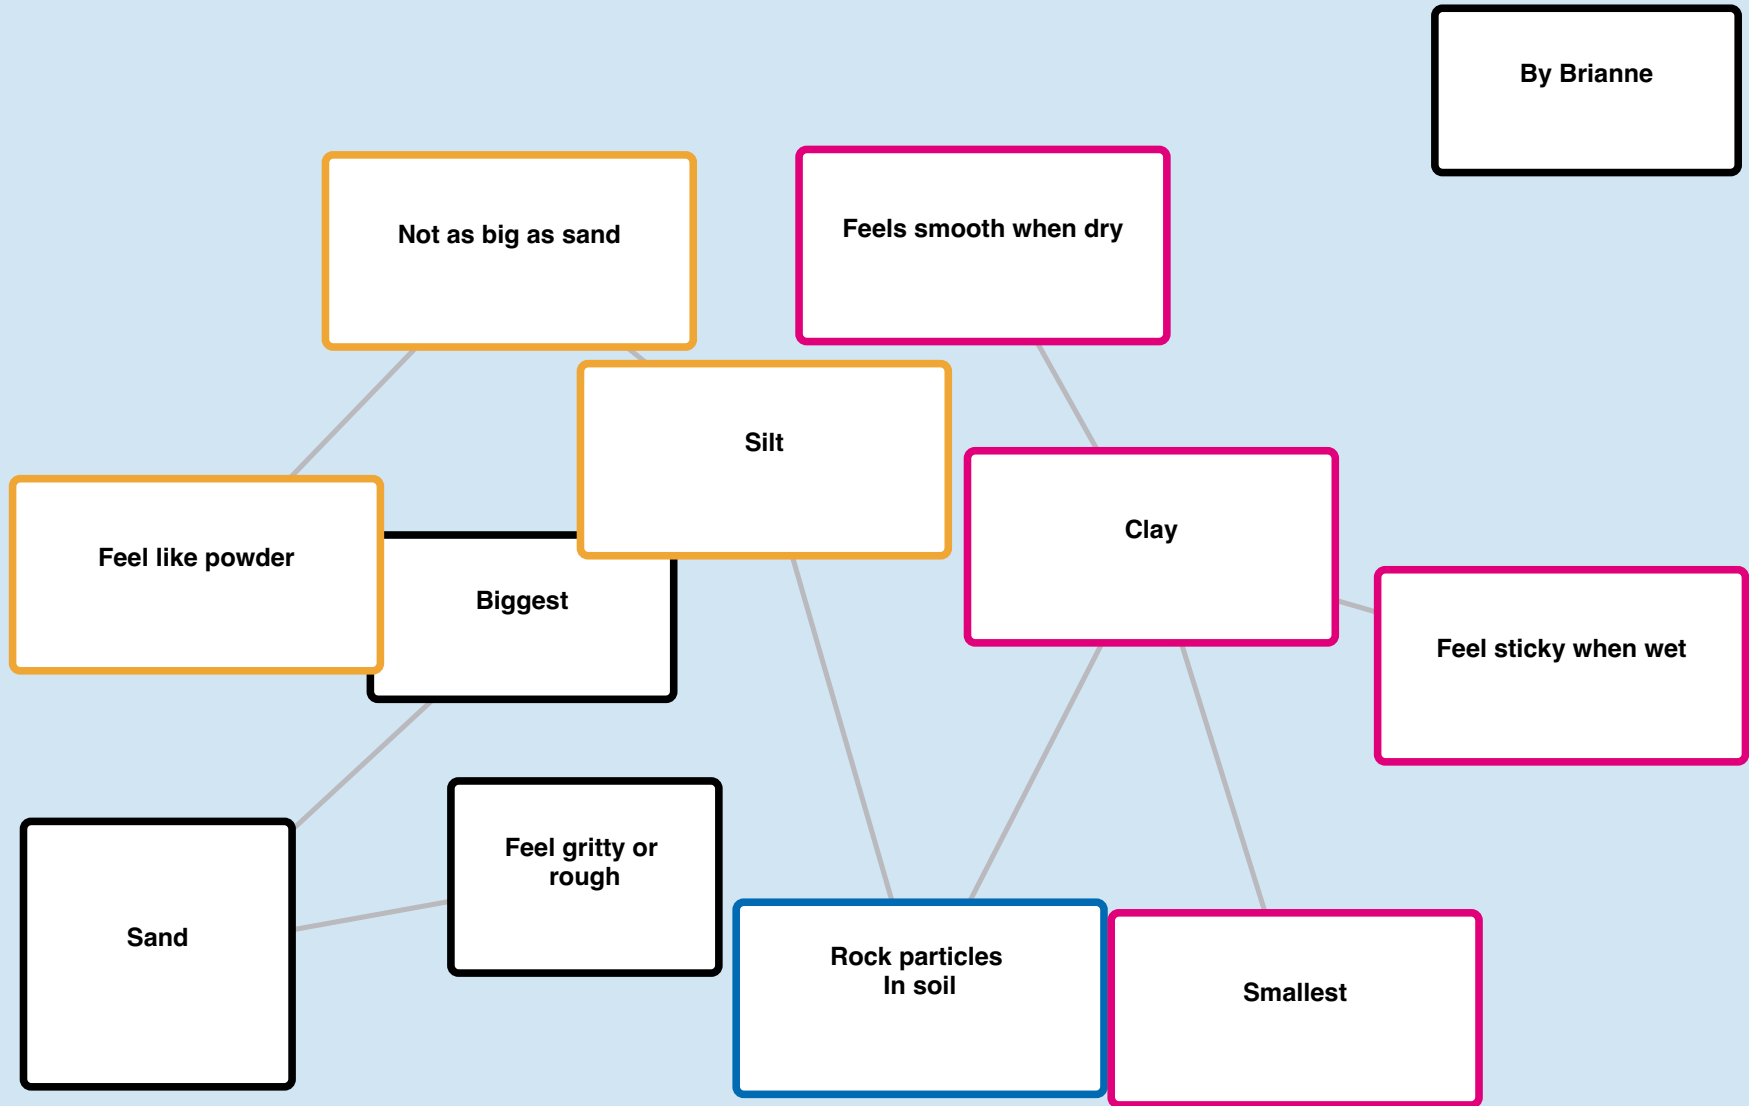 By Brianne
Not as big as sand
Feels smooth when dry
Silt
Clay
Feel like powder
Biggest
Feel sticky when wet
Feel gritty or
rough
Sand
Rock particles
In soil
Smallest